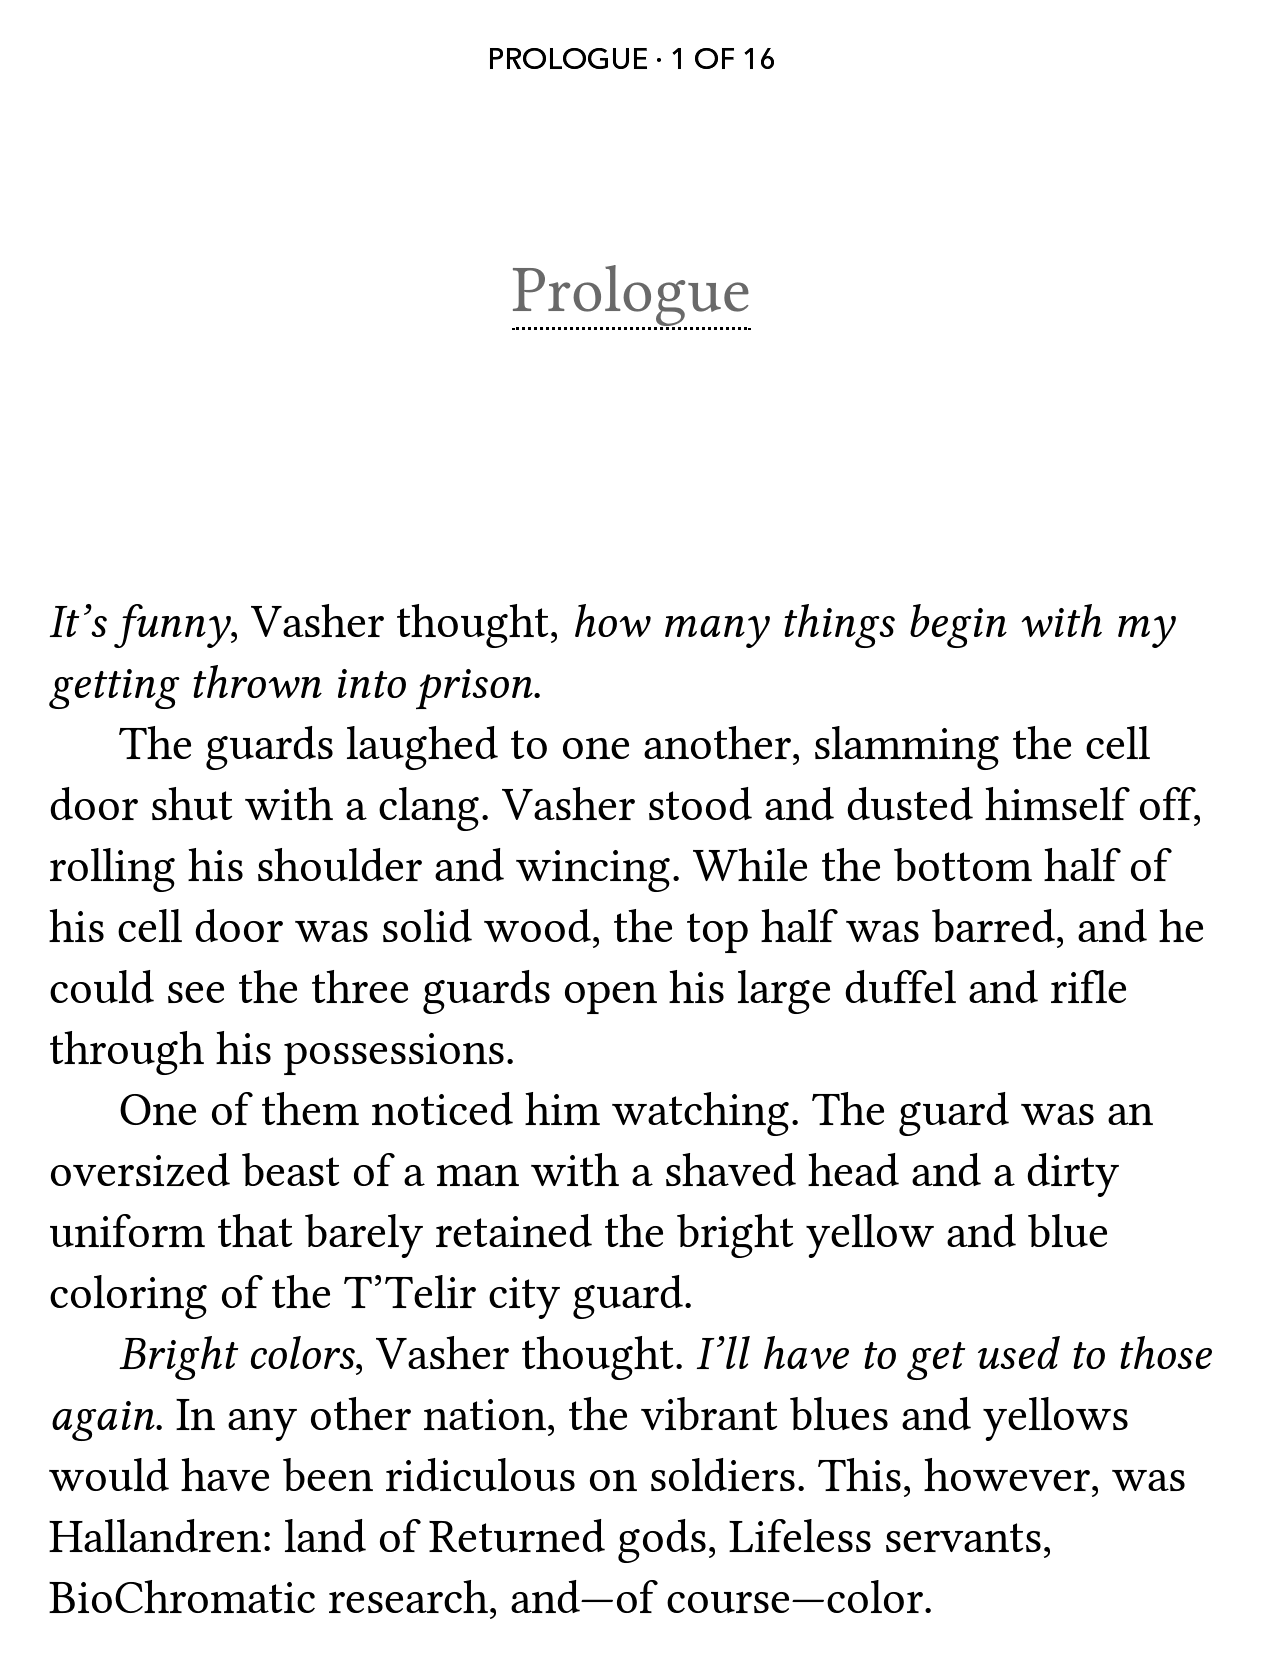 PROLOGUE · 1 OF 16
Prologue
It’s funny, Vasher thought, how many things begin with my
getting thrown into prison.
The guards laughed to one another, slamming the cell
door shut with a clang. Vasher stood and dusted himself off,
rolling his shoulder and wincing. While the bottom half of
his cell door was solid wood, the top half was barred, and he
could see the three guards open his large duffel and rifle
through his possessions.
One of them noticed him watching. The guard was an
oversized beast of a man with a shaved head and a dirty
uniform that barely retained the bright yellow and blue
coloring of the T’Telir city guard.
Bright colors, Vasher thought. I’ll have to get used to those
again. In any other nation, the vibrant blues and yellows
would have been ridiculous on soldiers. This, however, was
Hallandren: land of Returned gods, Lifeless servants,
BioChromatic research, and—of course—color.